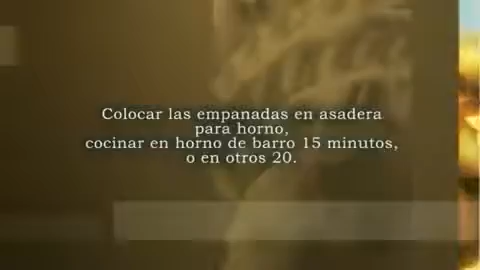 Colocar las empanadas en asadera
para horno,
cocinar en horno de barro 15 minutos,
o en otros 20.